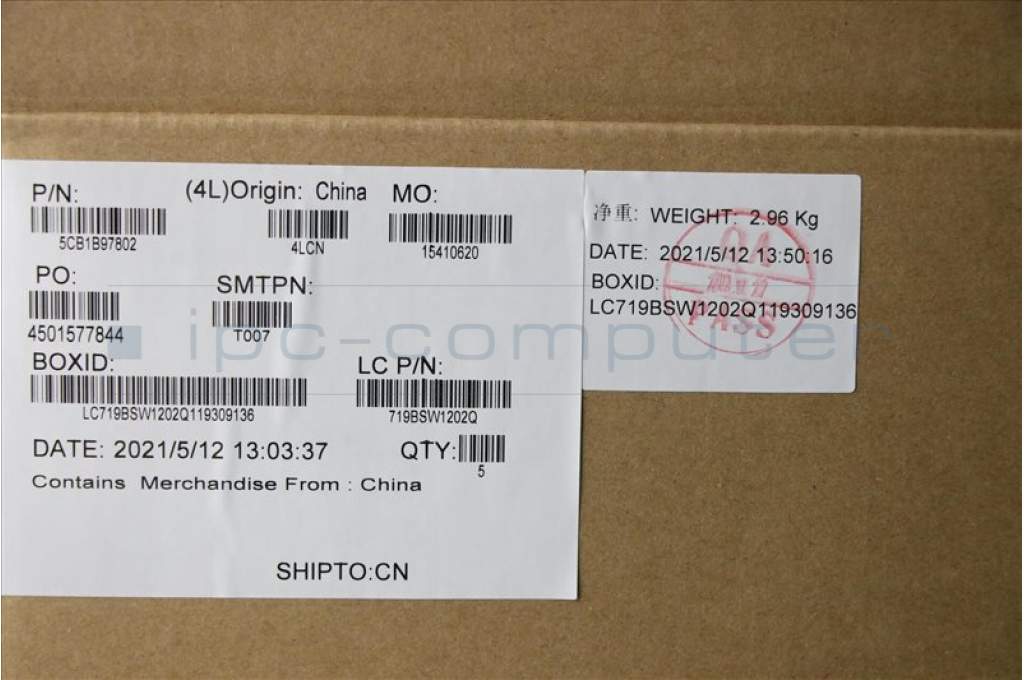 P/N:
5CB1B97802
(4L)Origin: China
4LCN
MO:
15410620
PO:
4501577844
SMTPN:
T007
BOXID:
LC719BSW1202Q119309136
LC P/N:
719BSW1202Q
DATE: 2021/5/12 13:03:37
QTY:
5
Contains Merchandise From : China
SHIPTO:CN
净重: WEIGHT: 2.96 Kg
DATE: 2021/5/12 13:50:16
BOXID:
LC719BSW1202Q119309136
QA
PASS
ipc-computer